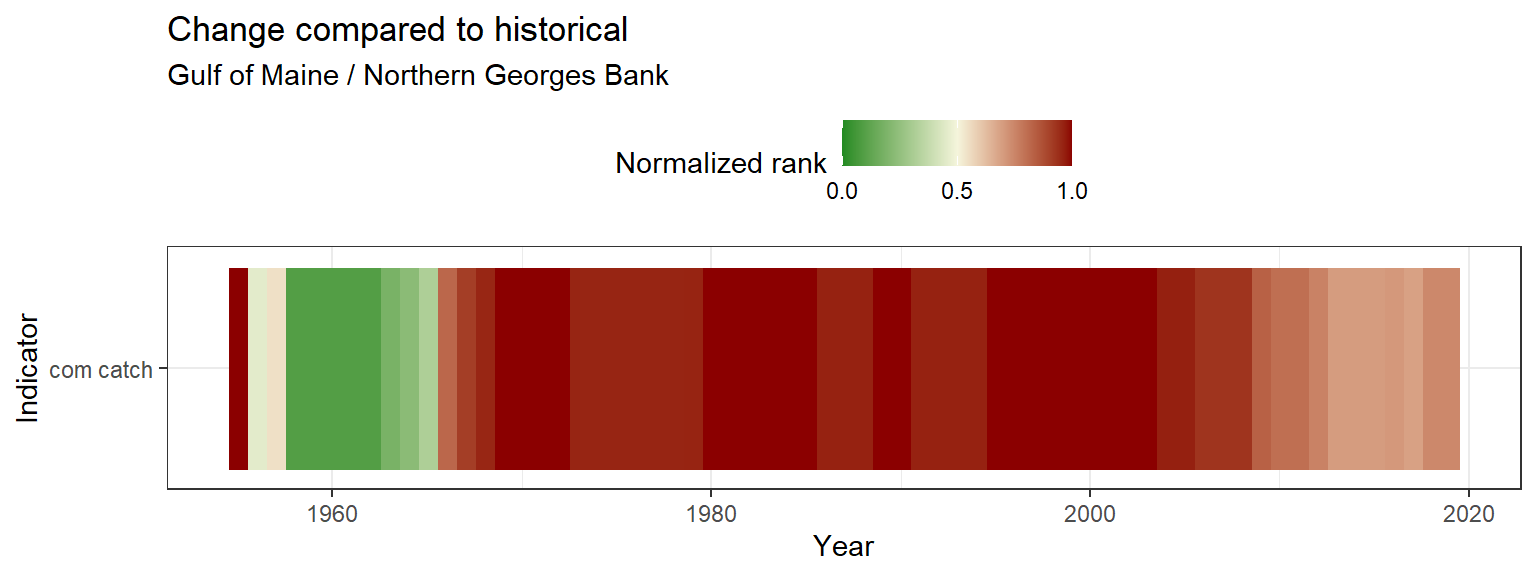 Change compared to historical
Gulf of Maine / Northern Georges Bank
Normalized rank
0.0 0.5 1.0
Indicator
com catch
1960 1980 2000 2020
Year